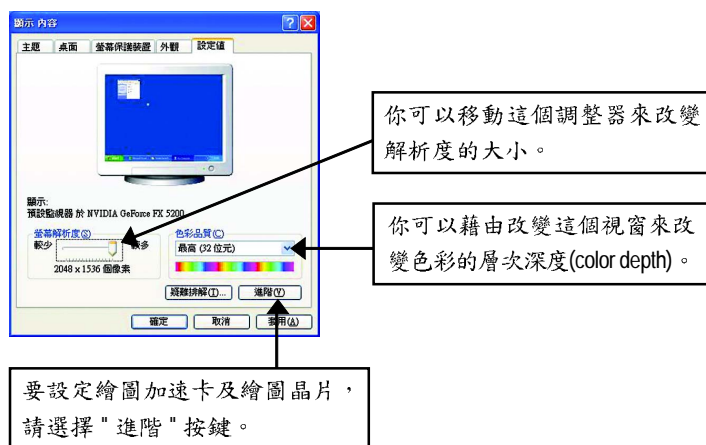 顯示 內容
主題 桌面 螢幕保護裝置 外觀 設定值
顯示:
預設監視器 於 NVIDIA GeForce FX 5200
螢幕解析度(S)
較少 較多
2048 x 1536 個像素
色彩品質(C)
最高 (32 位元)
疑難排解(T)... 進階(V)
確定 取消 套用(A)
你可以移動這個調整器來改變
解析度的大小。
你可以藉由改變這個視窗來改
變色彩的層次深度(color depth)。
要設定繪圖加速卡及繪圖晶片，
請選擇 " 進階 " 按鍵。